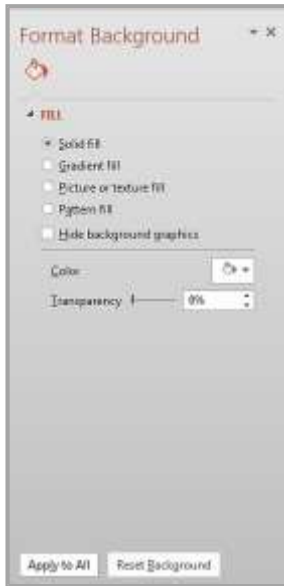 Format Background
FILL
Solid fill
Gradient fill
Picture or texture fill
Pattern fill
Hide background graphics
Color
Transparency 0%
Apply to All Reset Background